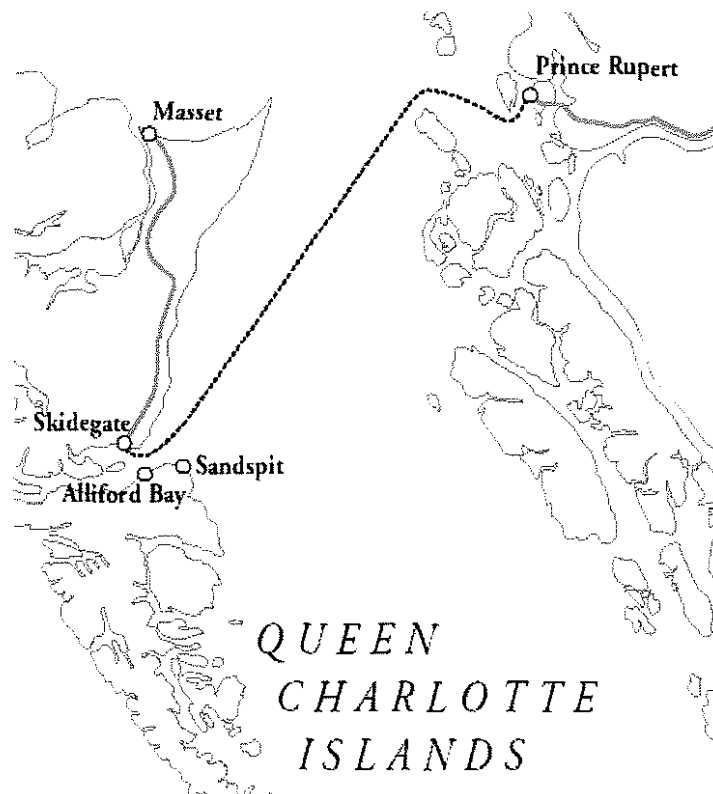 Prince Rupert
Masset
Skidegate
Sandspit
Alliford Bay
QUEEN
CHARLOTTE
ISLANDS